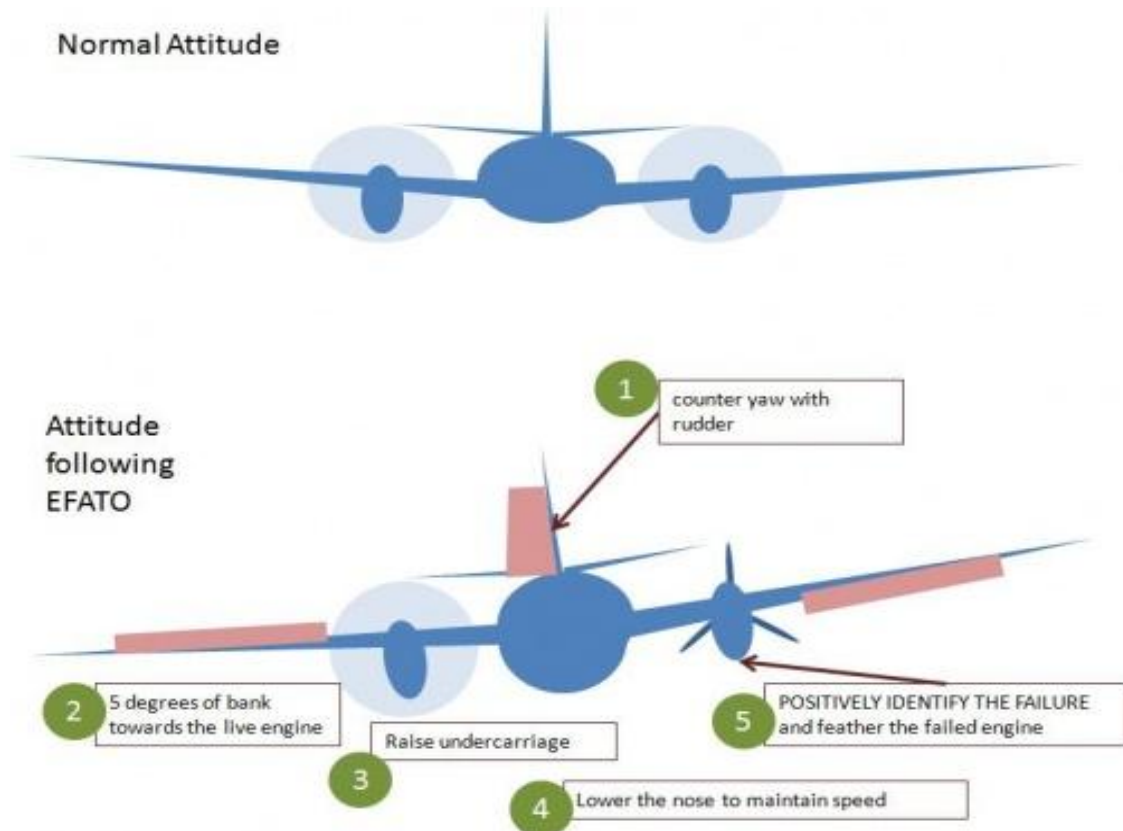 Normal Attitude
Attitude
following
EFATO
1
counter yaw with
rudder
2
5 degrees of bank
towards the live engine
3
Raise undercarriage
4
Lower the nose to maintain speed
5
POSITIVELY IDENTIFY THE FAILURE
and feather the failed engine